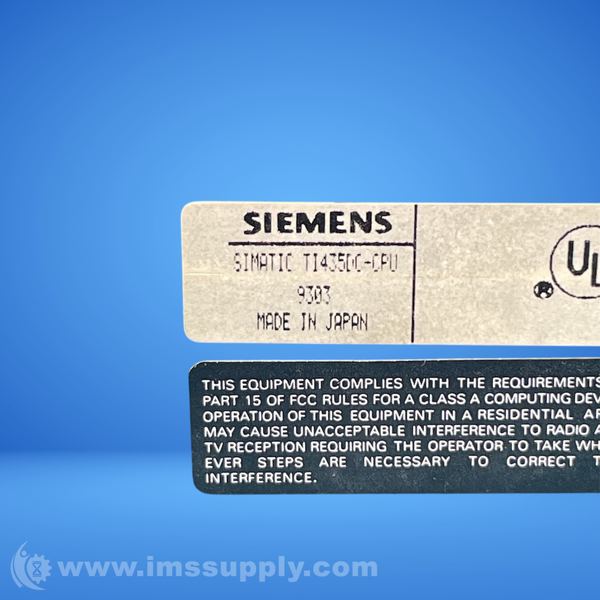 SIEMENS
SIMATIC TI435DC-CPU
9303
MADE IN JAPAN
UL
®
THIS EQUIPMENT COMPLIES WITH THE REQUIREMENTS
PART 15 OF FCC RULES FOR A CLASS A COMPUTING DEV
OPERATION OF THIS EQUIPMENT IN A RESIDENTIAL AR
MAY CAUSE UNACCEPTABLE INTERFERENCE TO RADIO A
TV RECEPTION REQUIRING THE OPERATOR TO TAKE WH
EVER STEPS ARE NECESSARY TO CORRECT T
INTERFERENCE.
www.imssupply.com